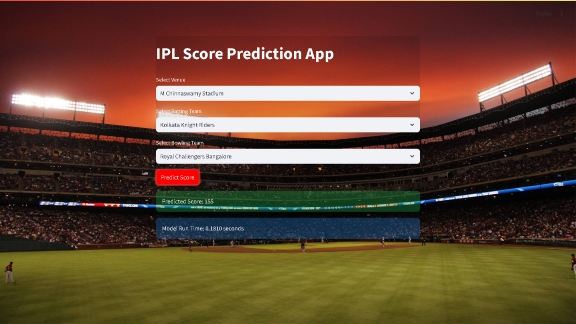 IPL Score Prediction App
Select Venue
M Chinnaswamy Stadium
Select Batting Team
Kolkata Knight Riders
Select Bowling Team
Royal Challengers Bangalore
Predict Score
Predicted Score: 155
Model Run Time: 0.1810 seconds